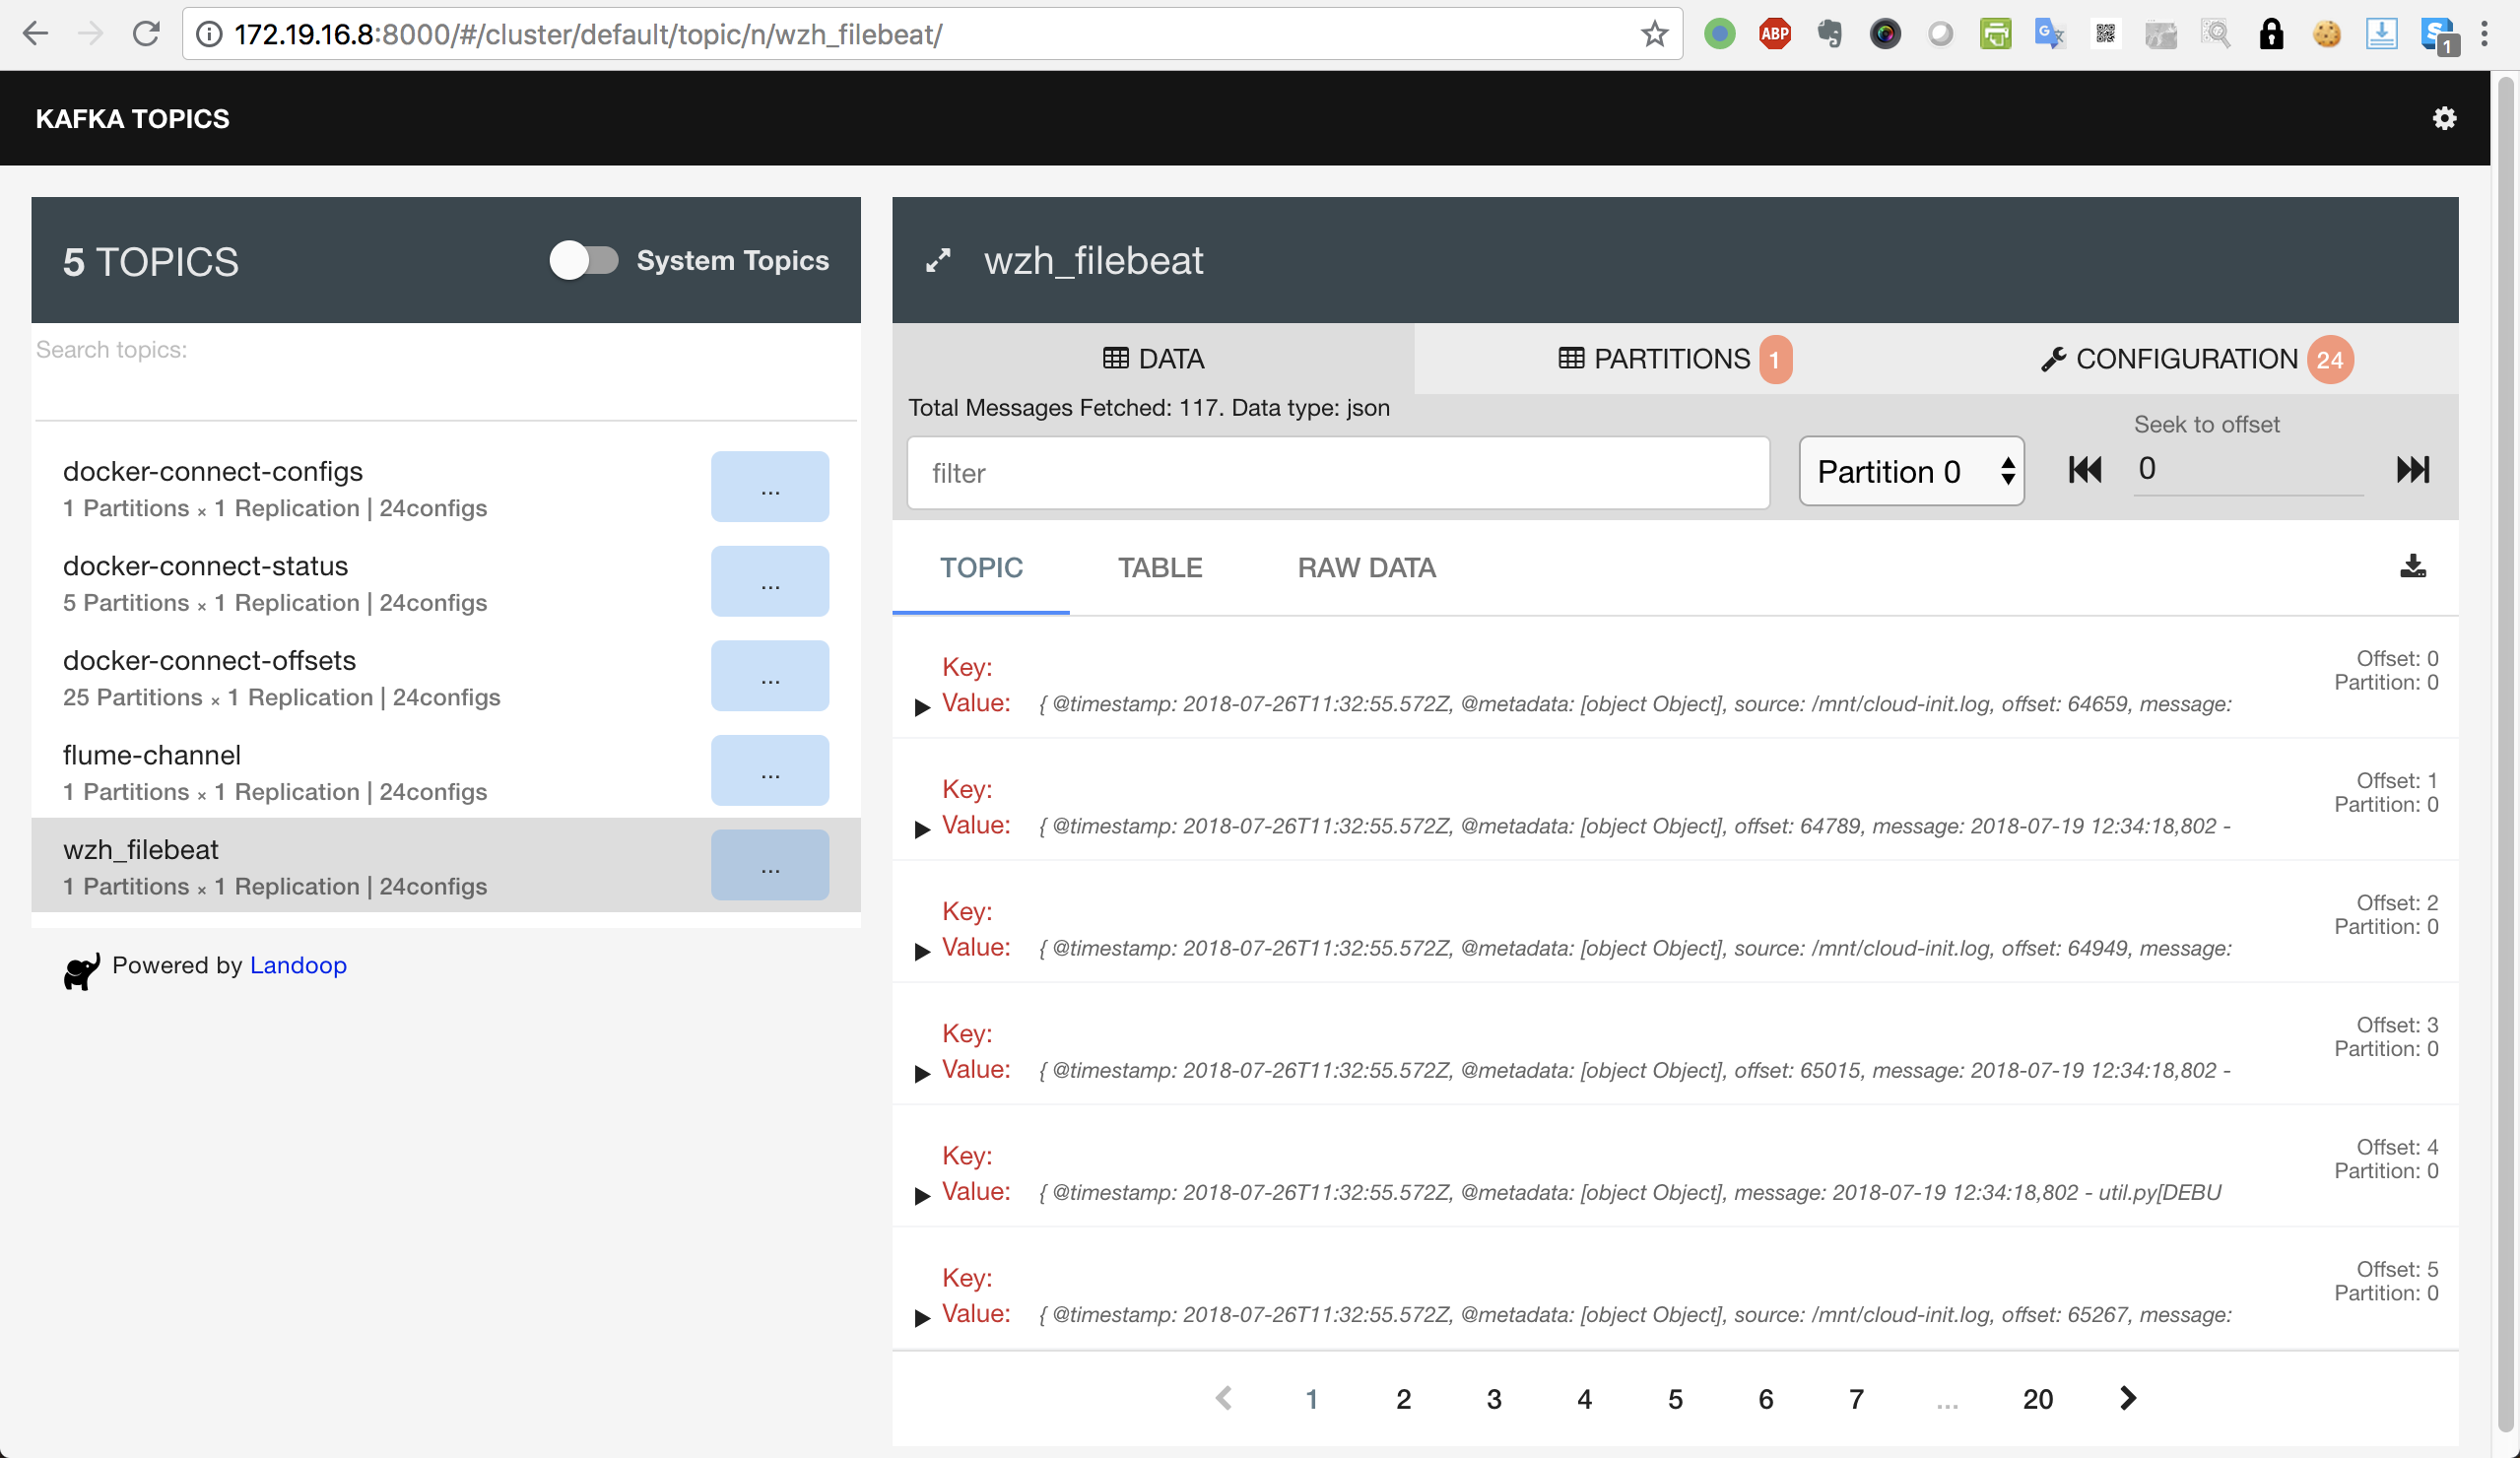 172.19.16.8:8000/#/cluster/default/topic/n/wzh_filebeat/
ABP
1
KAFKA TOPICS
5 TOPICS
System Topics
Search topics:
docker-connect-configs
1 Partitions × 1 Replication | 24configs
...
docker-connect-status
5 Partitions × 1 Replication | 24configs
...
docker-connect-offsets
25 Partitions × 1 Replication | 24configs
...
flume-channel
1 Partitions × 1 Replication | 24configs
...
wzh_filebeat
1 Partitions × 1 Replication | 24configs
...
Powered by Landoop
wzh_filebeat
DATA
PARTITIONS 1
CONFIGURATION 24
Total Messages Fetched: 117. Data type: json
filter
Partition 0
Seek to offset
0
TOPIC
TABLE
RAW DATA
Key:
Value: { @timestamp: 2018-07-26T11:32:55.572Z, @metadata: [object Object], source: /mnt/cloud-init.log, offset: 64659, message:
Offset: 0
Partition: 0
Key:
Value: { @timestamp: 2018-07-26T11:32:55.572Z, @metadata: [object Object], offset: 64789, message: 2018-07-19 12:34:18,802 -
Offset: 1
Partition: 0
Key:
Value: { @timestamp: 2018-07-26T11:32:55.572Z, @metadata: [object Object], source: /mnt/cloud-init.log, offset: 64949, message:
Offset: 2
Partition: 0
Key:
Value: { @timestamp: 2018-07-26T11:32:55.572Z, @metadata: [object Object], offset: 65015, message: 2018-07-19 12:34:18,802 -
Offset: 3
Partition: 0
Key:
Value: { @timestamp: 2018-07-26T11:32:55.572Z, @metadata: [object Object], message: 2018-07-19 12:34:18,802 - util.py[DEBU
Offset: 4
Partition: 0
Key:
Value: { @timestamp: 2018-07-26T11:32:55.572Z, @metadata: [object Object], source: /mnt/cloud-init.log, offset: 65267, message:
Offset: 5
Partition: 0
1 2 3 4 5 6 7 ... 20